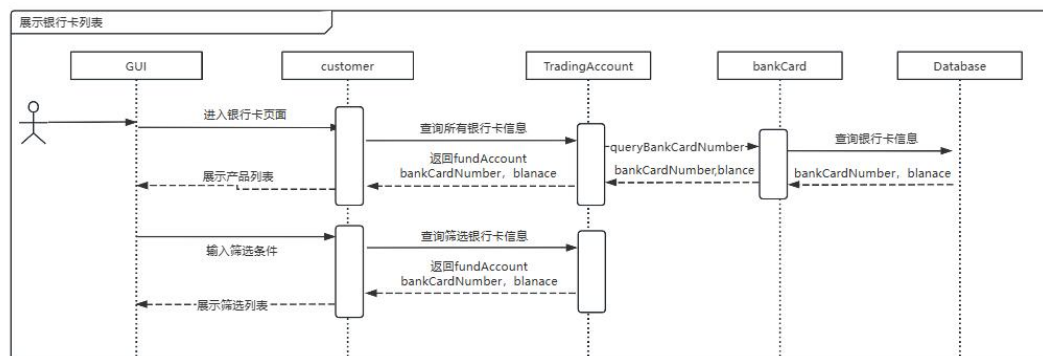 展示银行卡列表
GUI
customer
TradingAccount
bankCard
Database
进入银行卡页面
查询所有银行卡信息
queryBankCardNumber
查询银行卡信息
返回fundAccount
bankCardNumber，blanace
bankCardNumber,blance
bankCardNumber，blanace
展示产品列表
输入筛选条件
查询筛选银行卡信息
返回fundAccount
bankCardNumber，blanace
展示筛选列表